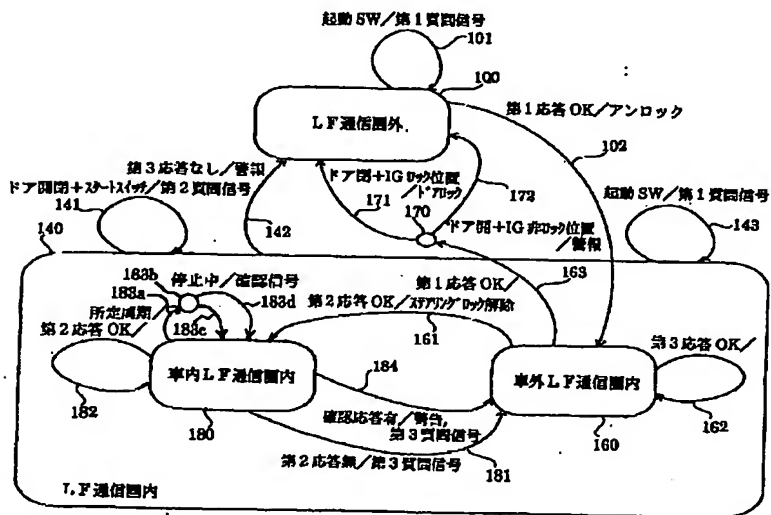 起動SW/第1質問信号
101
100
LF通信圏外
第1応答OK/アンロック
102
第3応答なし/警報
ドア開閉+スタートスイッチ/第2質問信号
141
142
140
ドア閉+IGロック位置
/ドアロック
171
172
170
ドア開+IG非ロック位置
/警報
163
起動SW/第1質問信号
143
183b
停止中/確認信号
183a
183d
所定周期
183c
第1応答OK/
第2応答OK/ステアリングロック解除
161
第2応答OK/
182
車内LF通信圏内
180
184
車外LF通信圏内
160
第3応答OK/
162
確認応答有/警告,
第3質問信号
第2応答無/第3質問信号
181
LF通信圏内